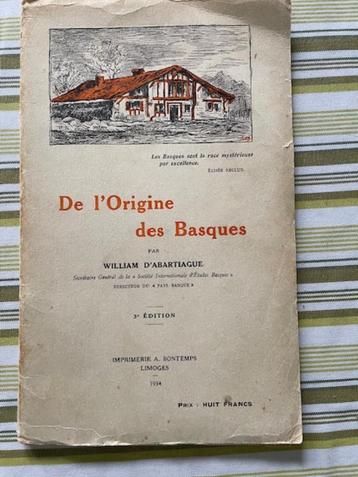 Les Basques sont la race mystérieuse
par excellence.
ÉLISÉE RECLUS.
De l'Origine
des Basques
PAR
WILLIAM D'ABARTIAGUE
Secrétaire Général de la « Société Internationale d'Études Basques »
DIRECTEUR DU « PAYS BASQUE »
3e ÉDITION
IMPRIMERIE A. BONTEMPS
LIMOGES
1934
PRIX : HUIT FRANCS